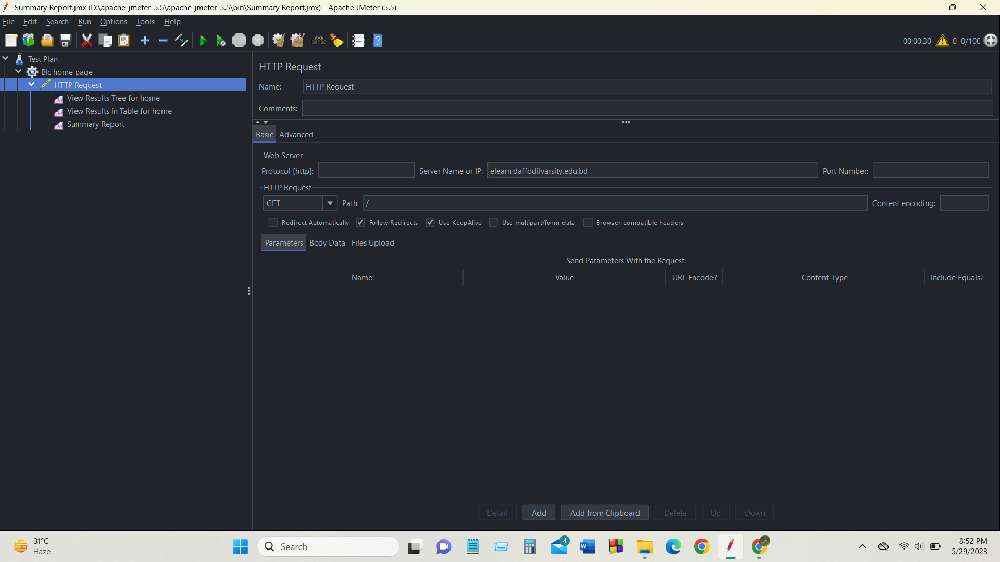 Summary Report.jmx (D:\apache-jmeter-5.5\apache-jmeter-5.5\bin\Summary Report.jmx) - Apache JMeter (5.5)
File Edit Search Run Options Tools Help
STOP
00:00:30 0 0/100
Test Plan
Blc home page
HTTP Request
View Results Tree for home
View Results in Table for home
Summary Report
HTTP Request
Name: HTTP Request
Comments:
Basic Advanced
Web Server
Protocol [http]: Server Name or IP: elearn.daffodilvarsity.edu.bd Port Number:
HTTP Request
GET Path: / Content encoding:
Redirect Automatically Follow Redirects Use KeepAlive Use multipart/form-data Browser-compatible headers
Parameters Body Data Files Upload
Send Parameters With the Request:
Name: Value URL Encode? Content-Type Include Equals?
Detail Add Add from Clipboard Delete Up Down
31°C
Haze
Search
4
W
8:52 PM
5/29/2023